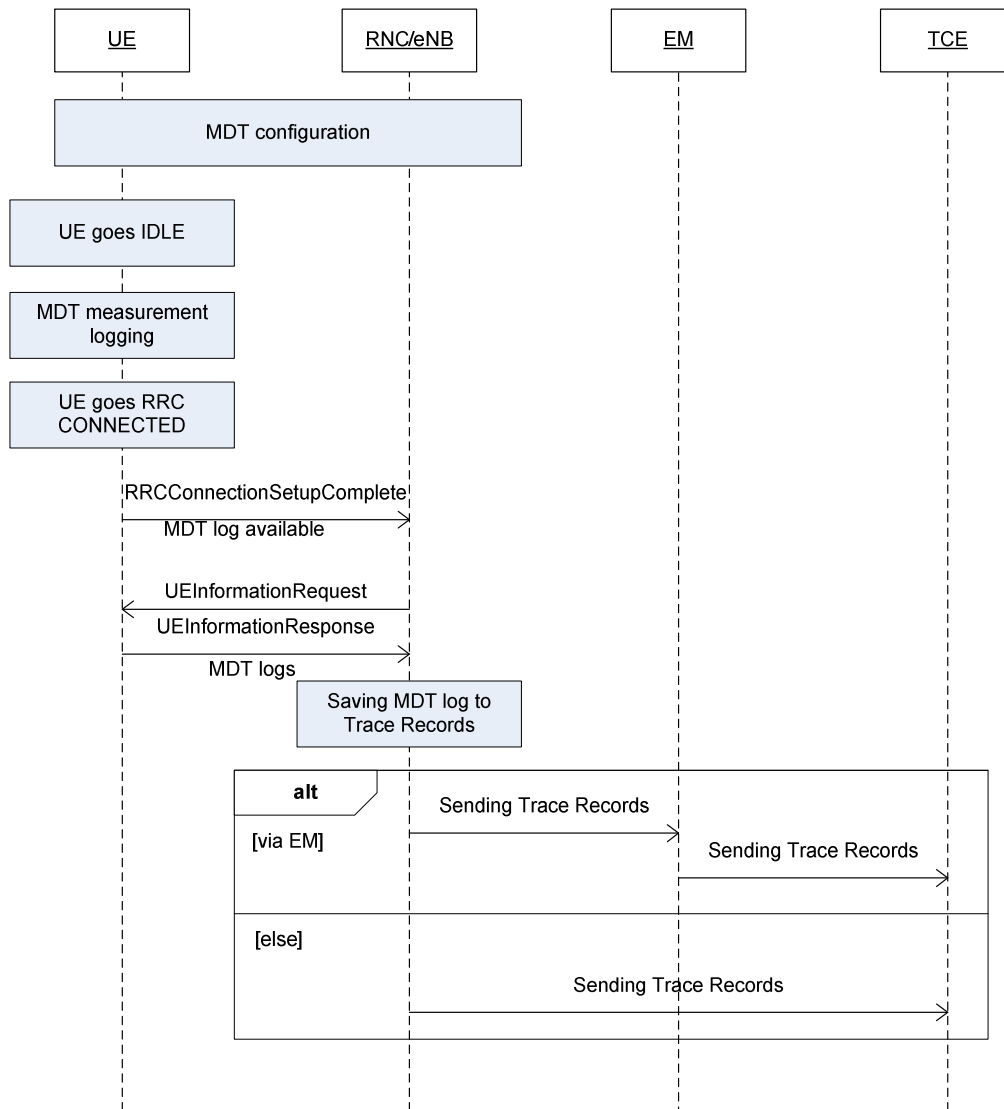 UE
RNC/eNB
EM
TCE
MDT configuration
UE goes IDLE
MDT measurement
logging
UE goes RRC
CONNECTED
RRCConnectionSetupComplete
MDT log available
UEInformationRequest
UEInformationResponse
MDT logs
Saving MDT log to
Trace Records
alt
Sending Trace Records
[via EM]
Sending Trace Records
[else]
Sending Trace Records